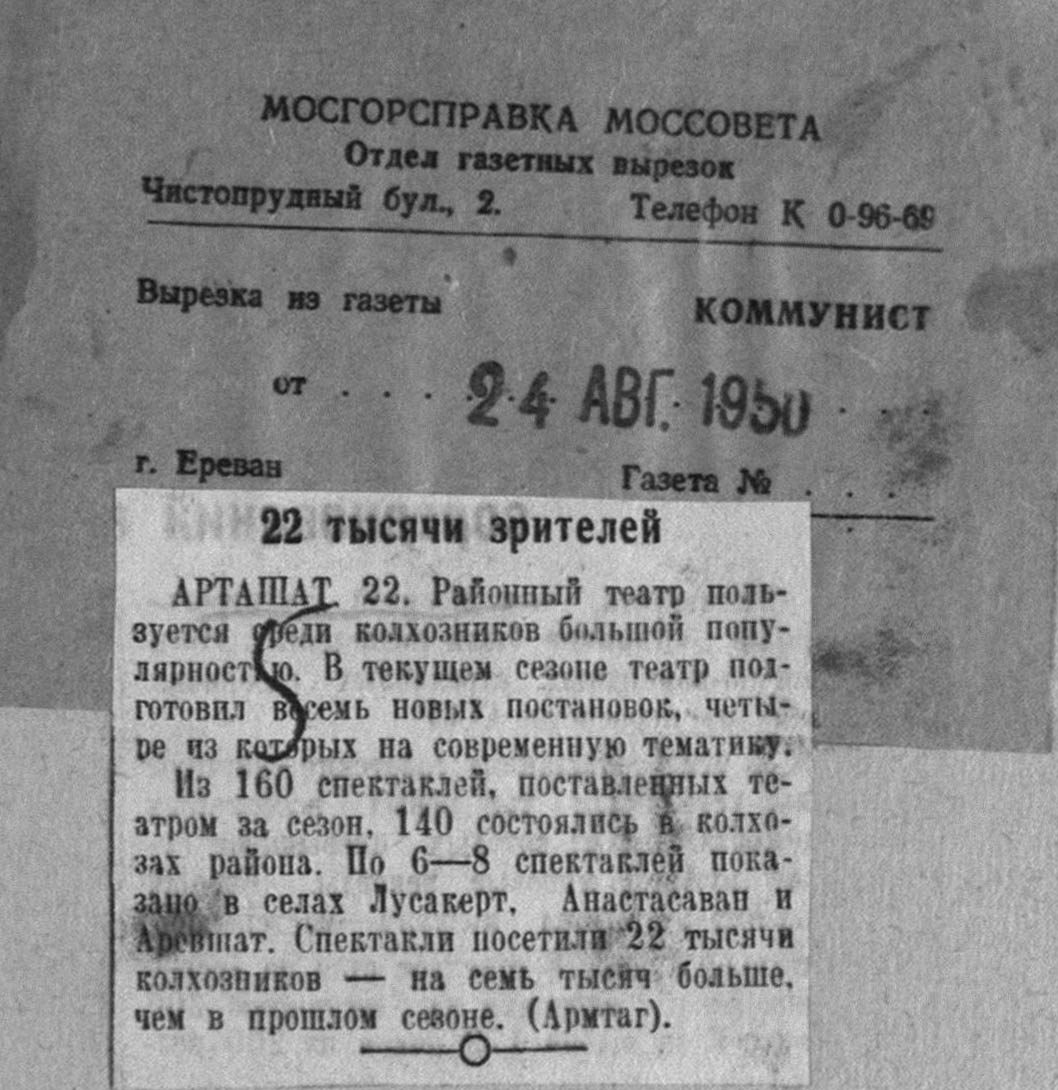 МОСГОРСПРАВКА МОССОВЕТА
Отдел газетных вырезок
Чистопрудный бул., 2. Телефон К 0-96-69
Вырезка из газеты КОММУНИСТ
от . . . 24 АВГ. 1950 . . .
г. Ереван Газета № . . .
22 тысячи зрителей
АРТАШАТ, 22. Районный театр поль-
зуется среди колхозников большой попу-
лярностью. В текущем сезоне театр под-
готовил восемь новых постановок, четы-
ре из которых на современную тематику.
Из 160 спектаклей, поставленных те-
атром за сезон, 140 состоялись в колхо-
зах района. По 6—8 спектаклей пока-
зано в селах Лусакерт, Анастасаван и
Аревшат. Спектакли посетили 22 тысячи
колхозников — на семь тысяч больше,
чем в прошлом сезоне. (Армтаг).